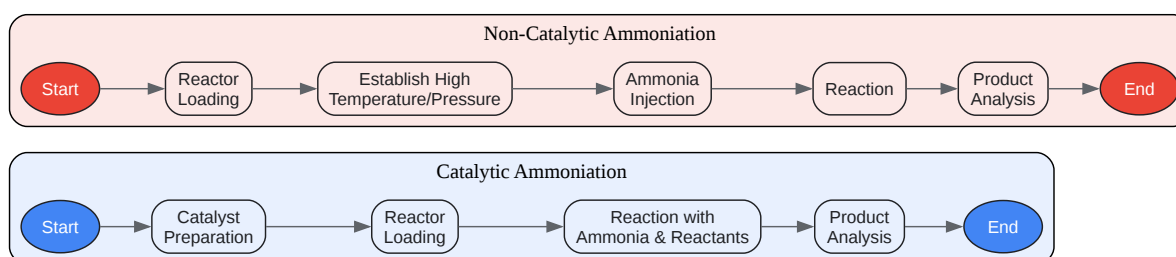 Non-Catalytic Ammoniation
Start
Reactor
Loading
Establish High
Temperature/Pressure
Ammonia
Injection
Reaction
Product
Analysis
End
Catalytic Ammoniation
Start
Catalyst
Preparation
Reactor
Loading
Reaction with
Ammonia & Reactants
Product
Analysis
End